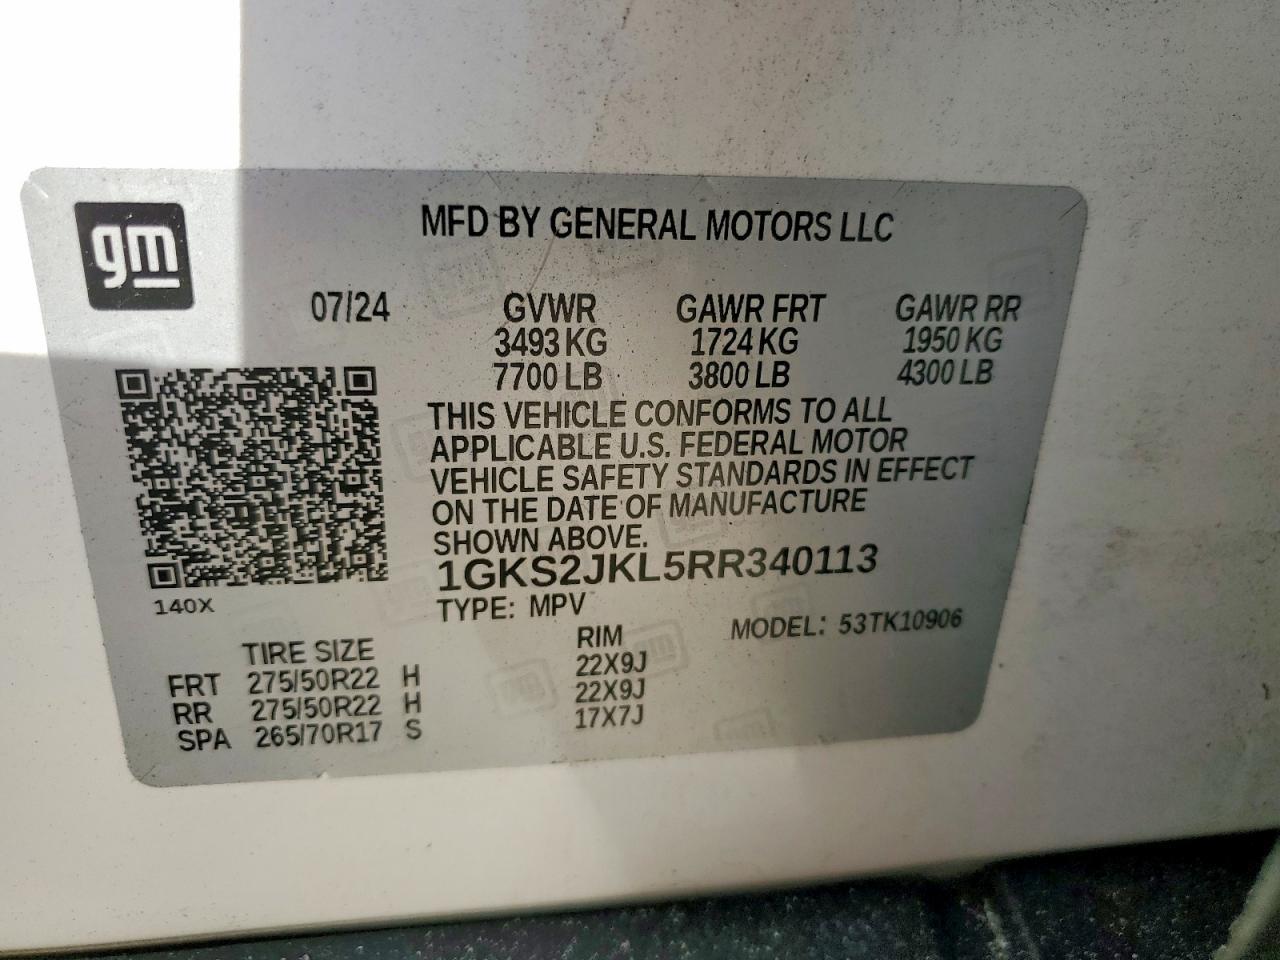 gm
MFD BY GENERAL MOTORS LLC
07/24 GVWR GAWR FRT GAWR RR
3493 KG 1724 KG 1950 KG
7700 LB 3800 LB 4300 LB
THIS VEHICLE CONFORMS TO ALL
APPLICABLE U.S. FEDERAL MOTOR
VEHICLE SAFETY STANDARDS IN EFFECT
ON THE DATE OF MANUFACTURE
SHOWN ABOVE.
1GKS2JKL5RR340113
140X
TYPE: MPV MODEL: 53TK10906
TIRE SIZE RIM
FRT 275/50R22 H 22X9J
RR 275/50R22 H 22X9J
SPA 265/70R17 S 17X7J